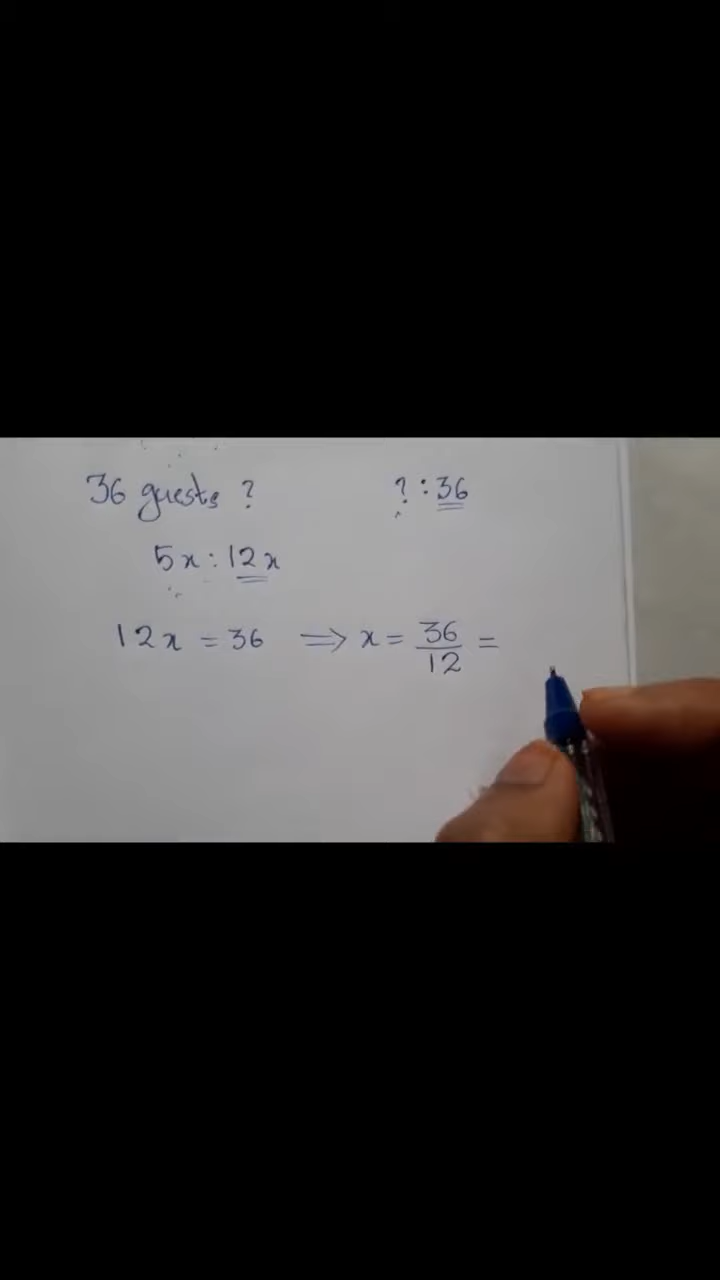 36 guests ? ? : 36
5x : 12x
12x = 36 ⟹ x = 36/12 =